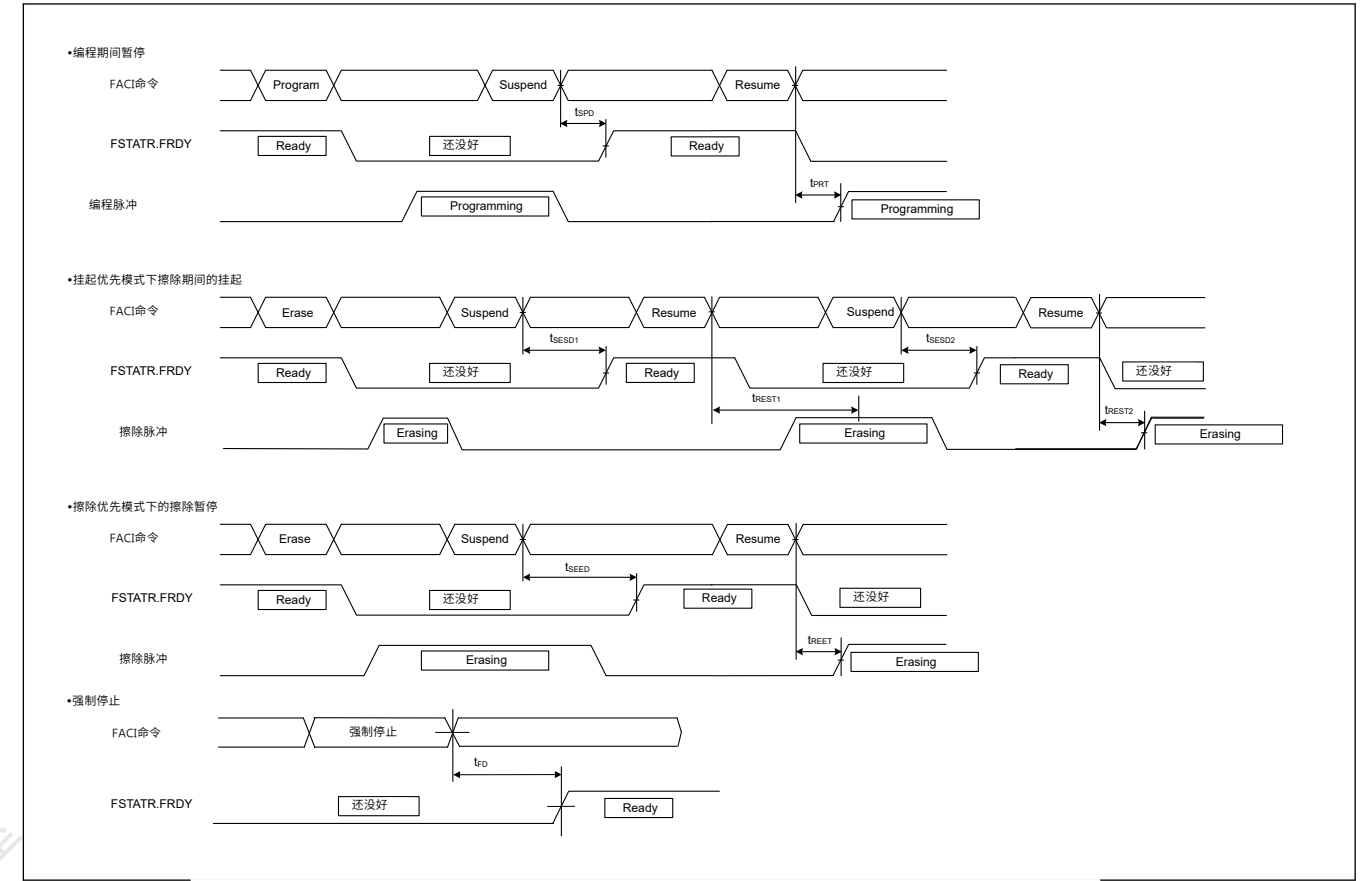 •编程期间暂停
FACI命令 Program Suspend Resume
tSPD
FSTATR.FRDY Ready 还没好 Ready
tPRT
编程脉冲 Programming Programming
•挂起优先模式下擦除期间的挂起
FACI命令 Erase Suspend Resume Suspend Resume
tSESD1 tSESD2
FSTATR.FRDY Ready 还没好 Ready 还没好 Ready 还没好
tREST1 tREST2
擦除脉冲 Erasing Erasing Erasing
•擦除优先模式下的擦除暂停
FACI命令 Erase Suspend Resume
tSEED
FSTATR.FRDY Ready 还没好 Ready 还没好
tREET
擦除脉冲 Erasing Erasing
•强制停止
FACI命令 强制停止
tFD
FSTATR.FRDY 还没好 Ready